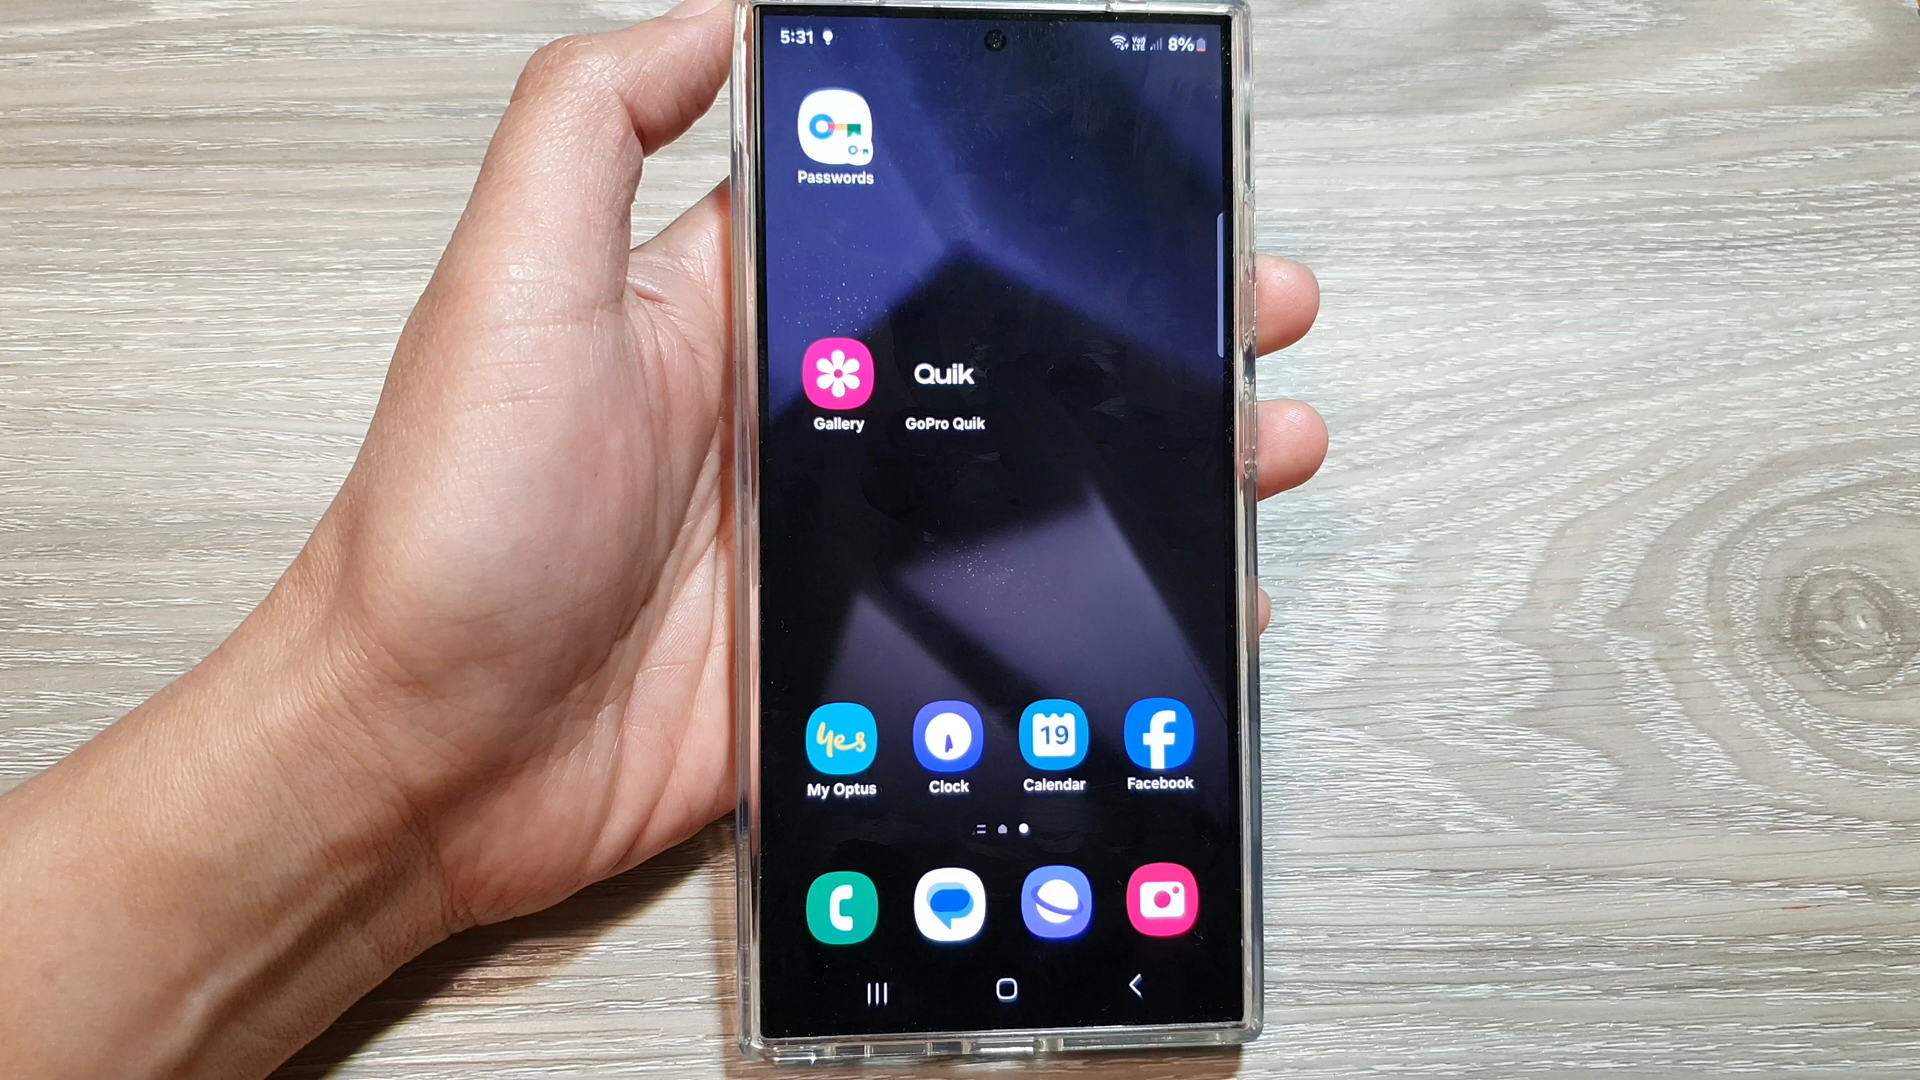 5:31 8%
Passwords
Quik
Gallery GoPro Quik
yes 19
My Optus Clock Calendar Facebook